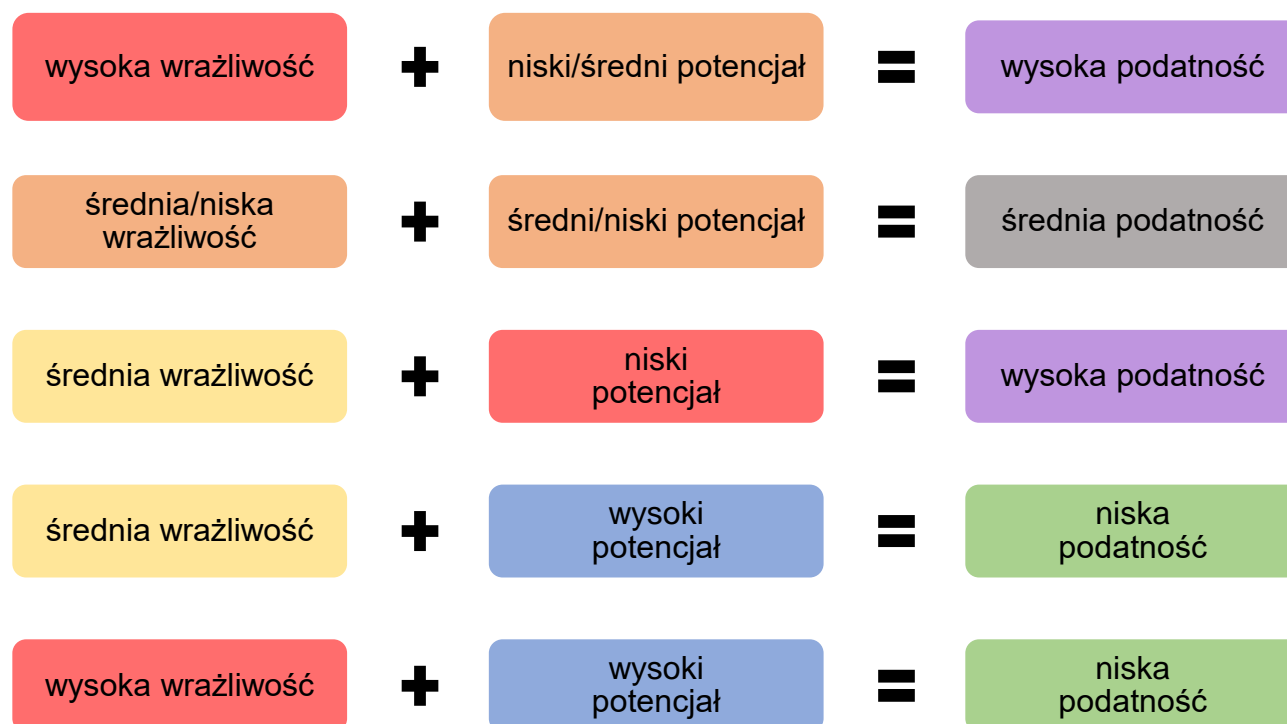 wysoka wrażliwość + niski/średni potencjał = wysoka podatność
średnia/niska
wrażliwość + średni/niski potencjał = średnia podatność
średnia wrażliwość + niski
potencjał = wysoka podatność
średnia wrażliwość + wysoki
potencjał = niska
podatność
wysoka wrażliwość + wysoki
potencjał = niska
podatność